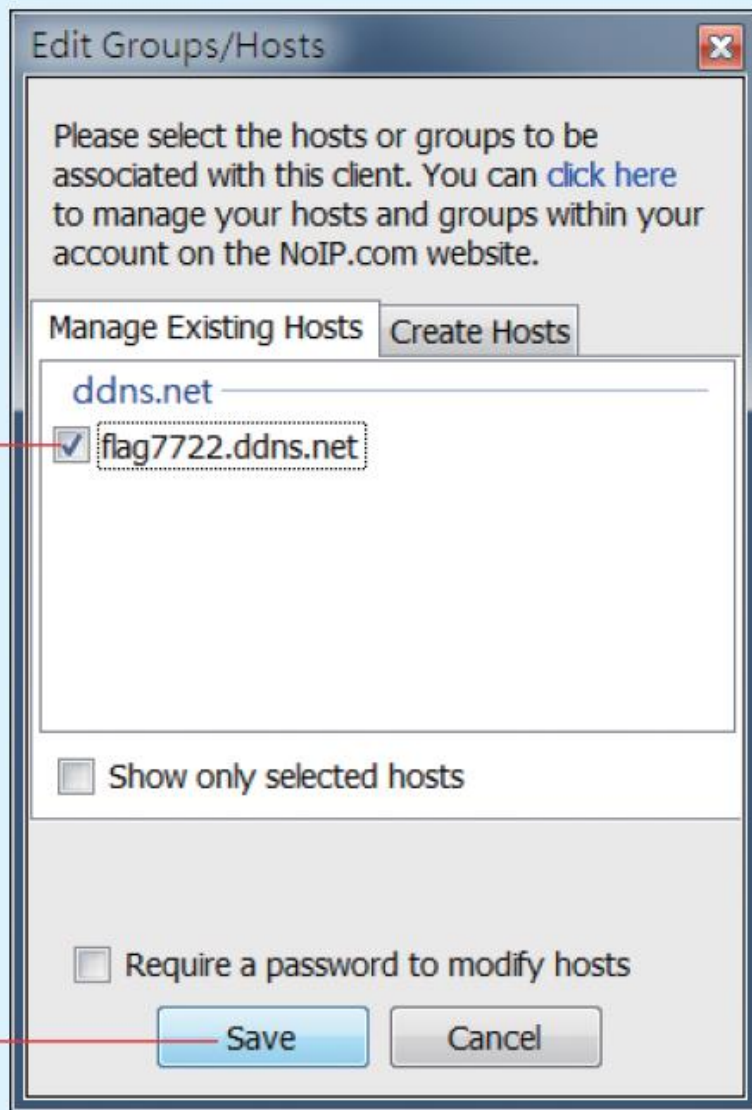 Edit Groups/Hosts
Please select the hosts or groups to be
associated with this client. You can click here
to manage your hosts and groups within your
account on the NoIP.com website.
Manage Existing Hosts Create Hosts
ddns.net
flag7722.ddns.net
Show only selected hosts
Require a password to modify hosts
Save Cancel